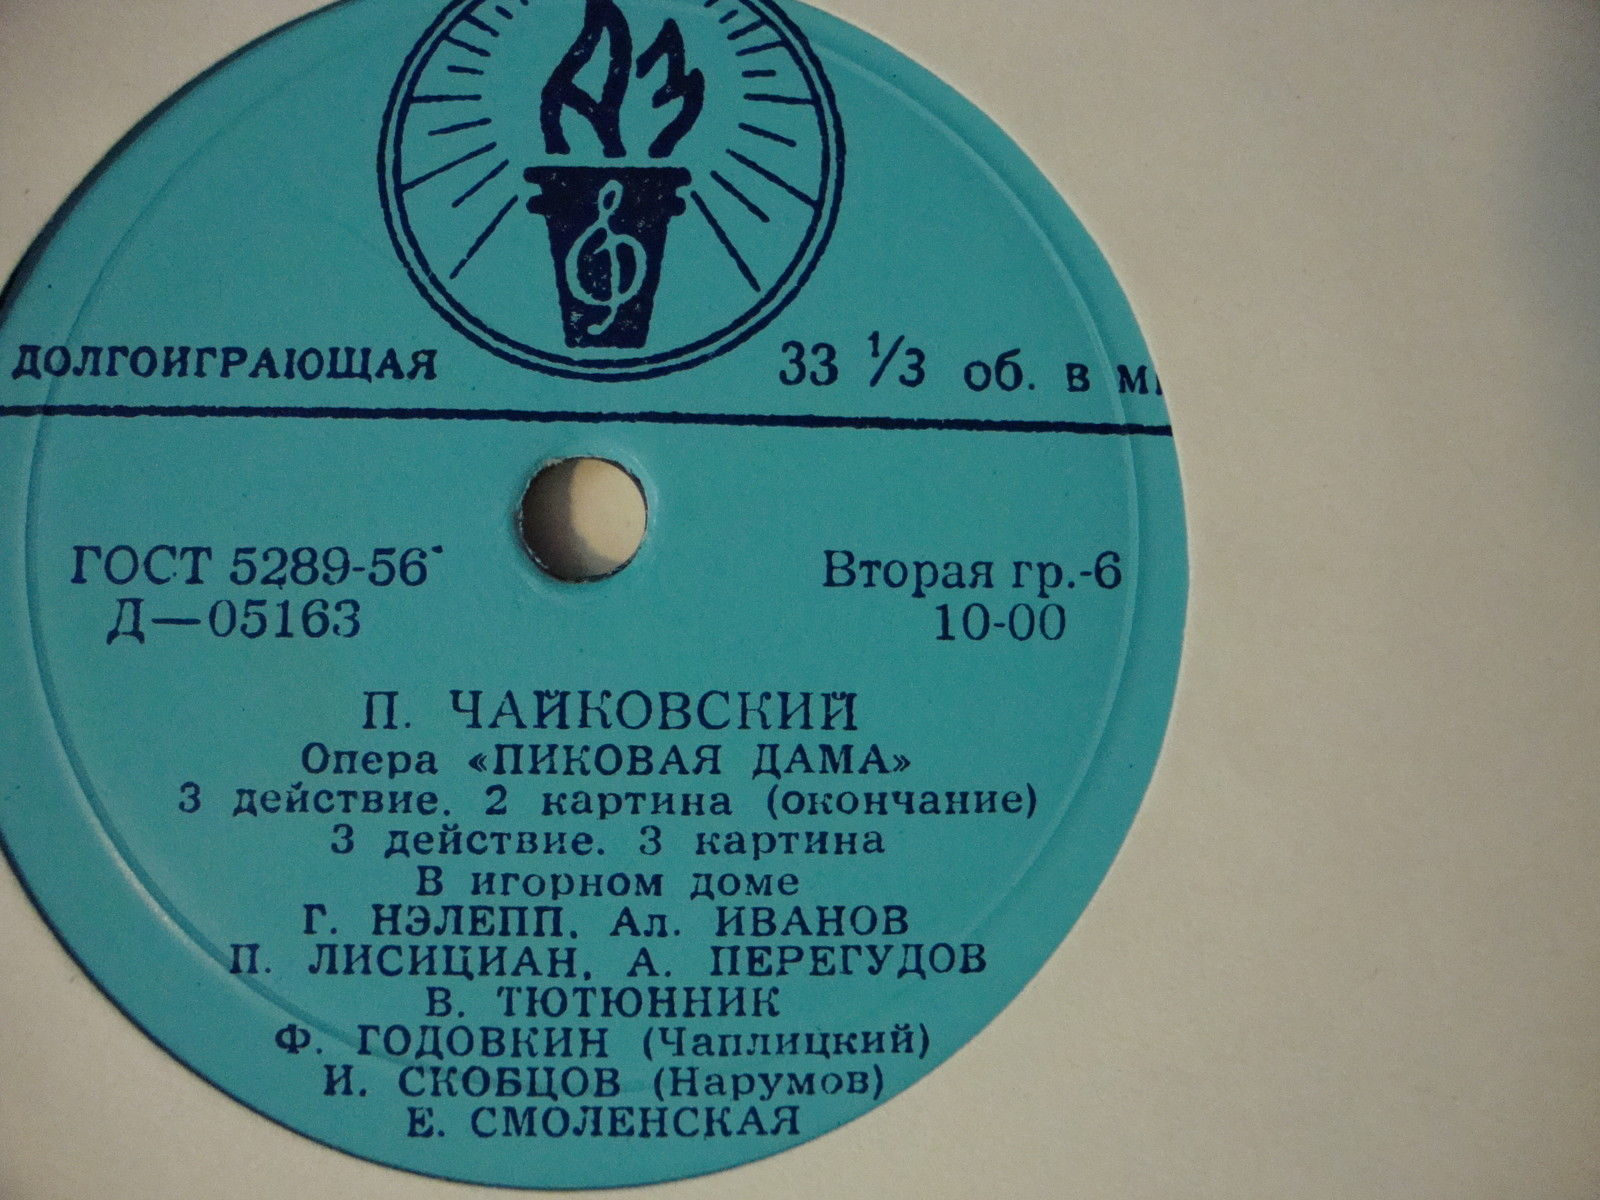 АЗ
ДОЛГОИГРАЮЩАЯ 33 1/3 об. в
ГОСТ 5289-56 Вторая гр.-6
Д—05163 10-00
П. ЧАЙКОВСКИЙ
Опера «ПИКОВАЯ ДАМА»
3 действие. 2 картина (окончание)
3 действие. 3 картина
В игорном доме
Г. НЭЛЕПП. Ал. ИВАНОВ
П. ЛИСИЦИАН. А. ПЕРЕГУДОВ
В. ТЮТЮННИК
Ф. ГОДОВКИН (Чаплицкий)
И. СКОБЦОВ (Нарумов)
Е. СМОЛЕНСКАЯ